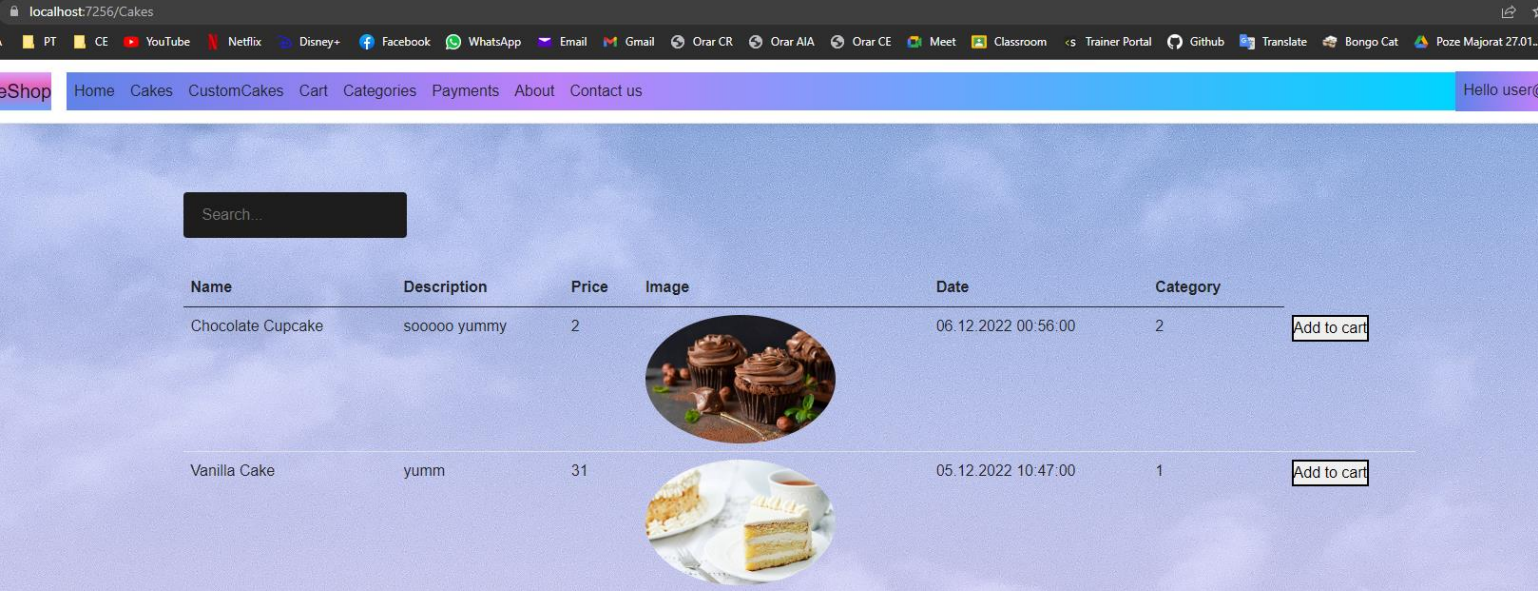 localhost:7256/Cakes
PT CE YouTube Netflix Disney+ Facebook WhatsApp Email Gmail Orar CR Orar AIA Orar CE Meet Classroom <s Trainer Portal Github Translate Bongo Cat Poze Majorat 27.01...
eShop Home Cakes CustomCakes Cart Categories Payments About Contact us Hello user@
Search...
Name Description Price Image Date Category
Chocolate Cupcake sooooo yummy 2 06.12.2022 00:56:00 2 Add to cart
Vanilla Cake yumm 31 05.12.2022 10:47:00 1 Add to cart